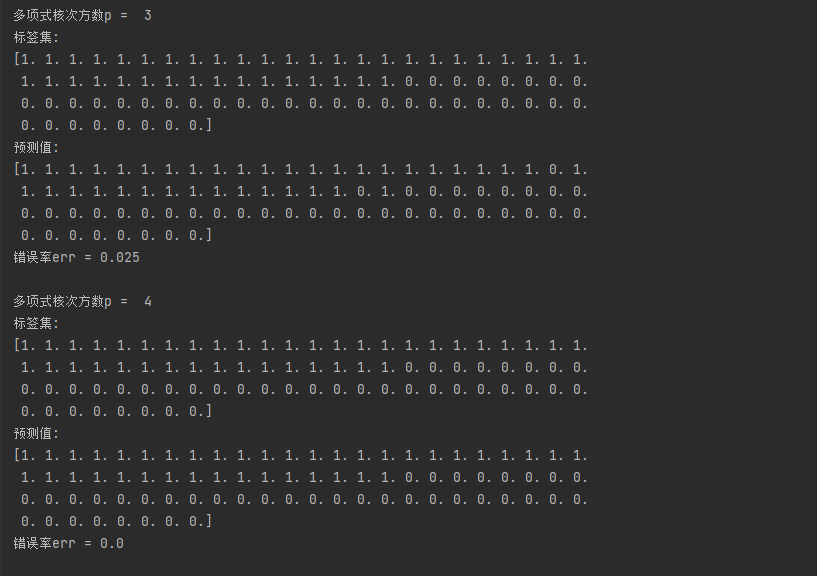 多项式核次方数p =  3
标签集:
[1. 1. 1. 1. 1. 1. 1. 1. 1. 1. 1. 1. 1. 1. 1. 1. 1. 1. 1. 1. 1. 1. 1. 1.
 1. 1. 1. 1. 1. 1. 1. 1. 1. 1. 1. 1. 1. 1. 1. 1. 0. 0. 0. 0. 0. 0. 0. 0.
 0. 0. 0. 0. 0. 0. 0. 0. 0. 0. 0. 0. 0. 0. 0. 0. 0. 0. 0. 0. 0. 0. 0. 0.
 0. 0. 0. 0. 0. 0. 0. 0.]
预测值:
[1. 1. 1. 1. 1. 1. 1. 1. 1. 1. 1. 1. 1. 1. 1. 1. 1. 1. 1. 1. 1. 1. 0. 1.
 1. 1. 1. 1. 1. 1. 1. 1. 1. 1. 1. 1. 1. 1. 0. 1. 0. 0. 0. 0. 0. 0. 0. 0.
 0. 0. 0. 0. 0. 0. 0. 0. 0. 0. 0. 0. 0. 0. 0. 0. 0. 0. 0. 0. 0. 0. 0. 0.
 0. 0. 0. 0. 0. 0. 0. 0.]
错误率err = 0.025
多项式核次方数p =  4
标签集:
[1. 1. 1. 1. 1. 1. 1. 1. 1. 1. 1. 1. 1. 1. 1. 1. 1. 1. 1. 1. 1. 1. 1. 1.
 1. 1. 1. 1. 1. 1. 1. 1. 1. 1. 1. 1. 1. 1. 1. 1. 0. 0. 0. 0. 0. 0. 0. 0.
 0. 0. 0. 0. 0. 0. 0. 0. 0. 0. 0. 0. 0. 0. 0. 0. 0. 0. 0. 0. 0. 0. 0. 0.
 0. 0. 0. 0. 0. 0. 0. 0.]
预测值:
[1. 1. 1. 1. 1. 1. 1. 1. 1. 1. 1. 1. 1. 1. 1. 1. 1. 1. 1. 1. 1. 1. 1. 1.
 1. 1. 1. 1. 1. 1. 1. 1. 1. 1. 1. 1. 1. 1. 1. 1. 0. 0. 0. 0. 0. 0. 0. 0.
 0. 0. 0. 0. 0. 0. 0. 0. 0. 0. 0. 0. 0. 0. 0. 0. 0. 0. 0. 0. 0. 0. 0. 0.
 0. 0. 0. 0. 0. 0. 0. 0.]
错误率err = 0.0